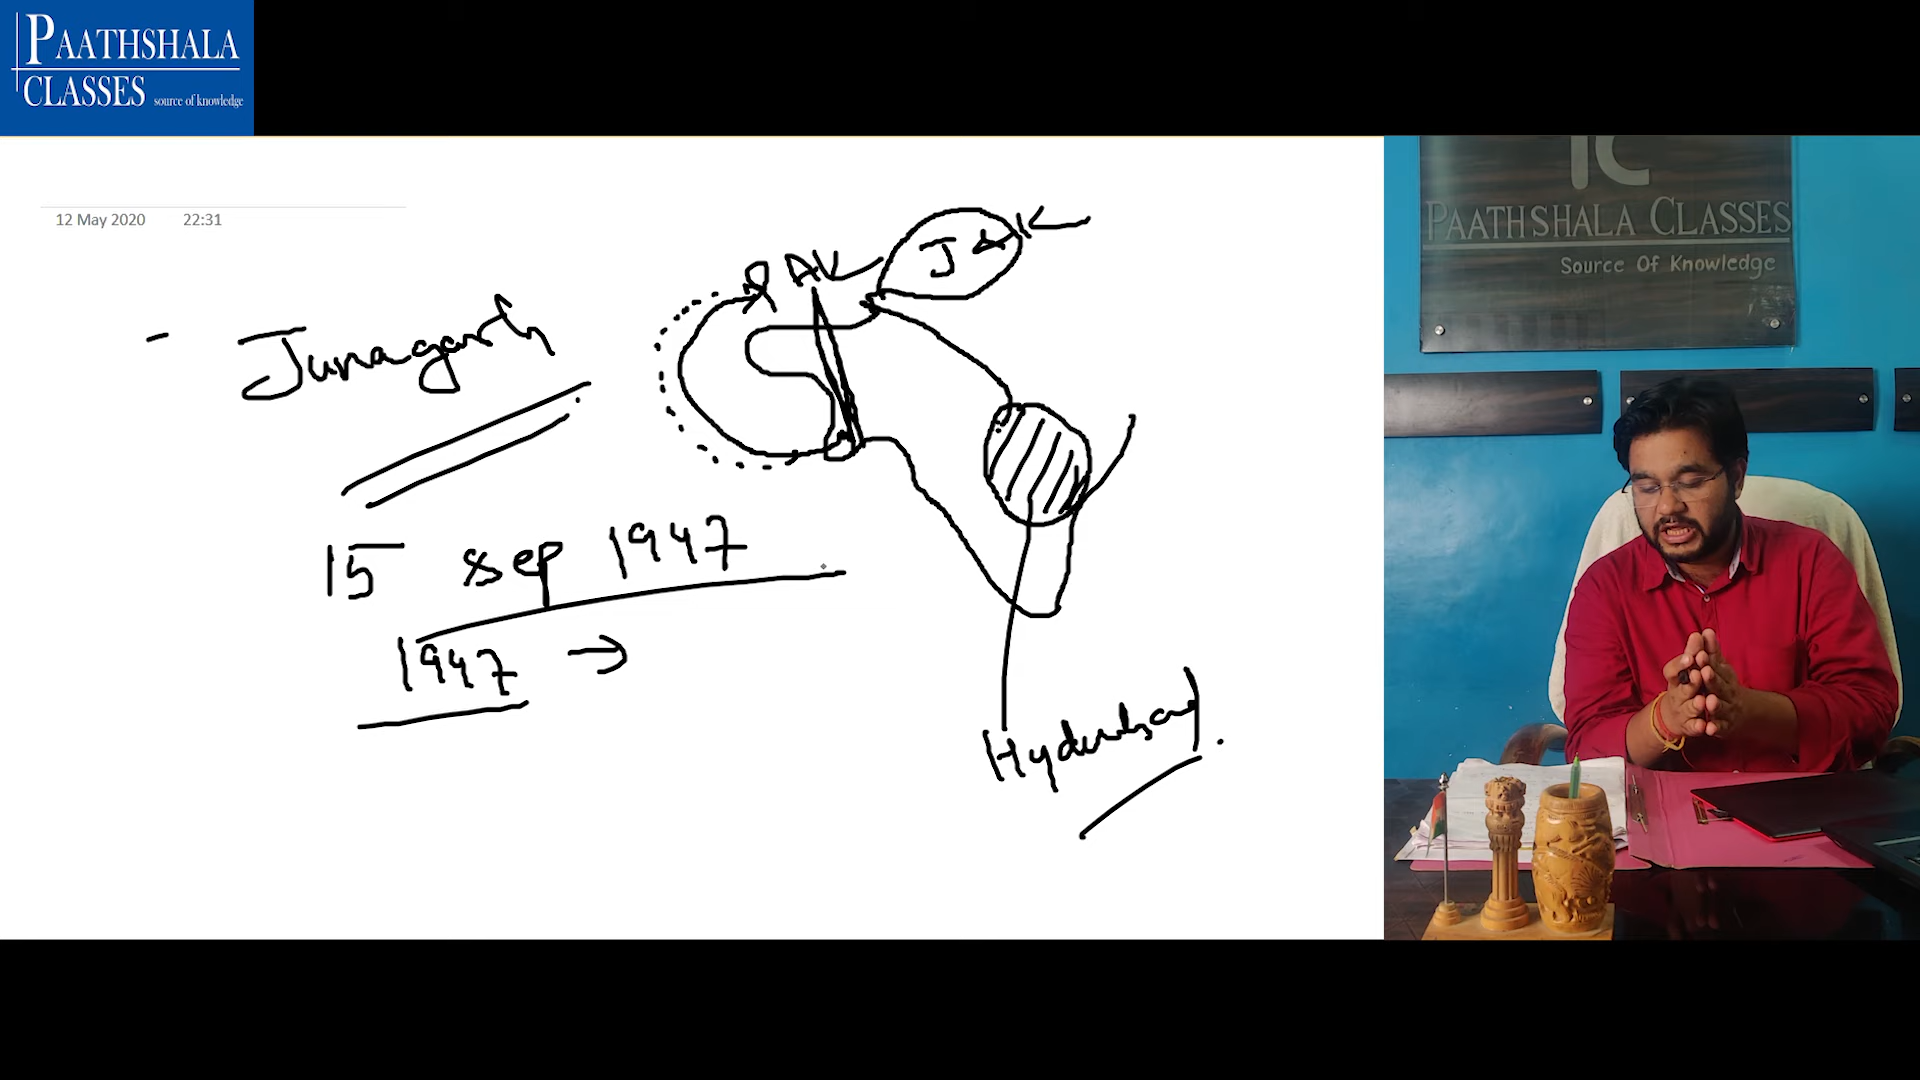 PAATHSHALA
CLASSES source of knowledge
12 May 2020 22:31
Junagarh
15 sep 1947
1947 →
PAK
J & K
Hyderabad.
PAATHSHALA CLASSES
Source Of Knowledge